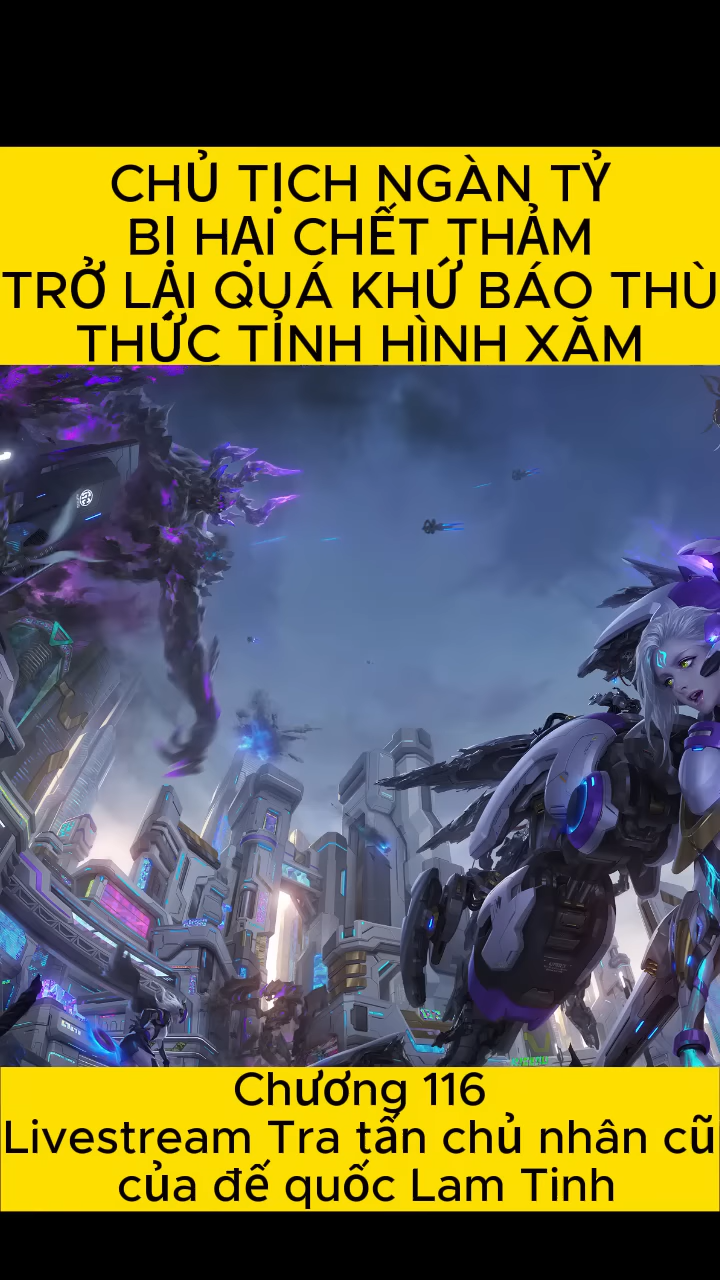 CHỦ TỊCH NGÀN TỶ
BỊ HẠI CHẾT THẢM
TRỞ LẠI QUÁ KHỨ BÁO THÙ
THỨC TỈNH HÌNH XĂM
Chương 116
Livestream Tra tấn chủ nhân cũ
của đế quốc Lam Tinh